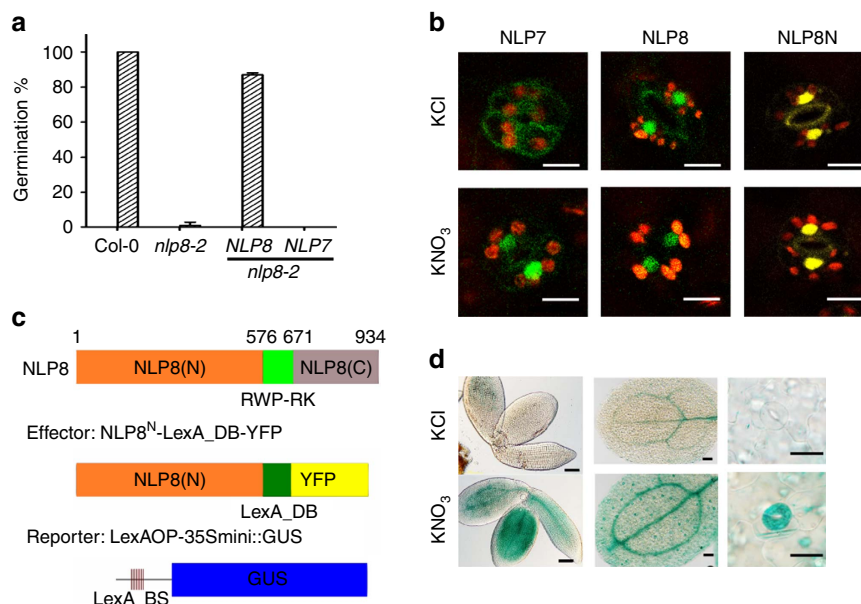 a
100
80
60
40
20
0
Germination %
Col-0 nlp8-2 NLP8 NLP7
nlp8-2
b
NLP7 NLP8 NLP8N
KCl
KNO3
c
1 576 671 934
NLP8 NLP8(N) NLP8(C)
RWP-RK
Effector: NLP8N-LexA_DB-YFP
NLP8(N) YFP
LexA_DB
Reporter: LexAOP-35Smini::GUS
GUS
LexA_BS
d
KCl
KNO3